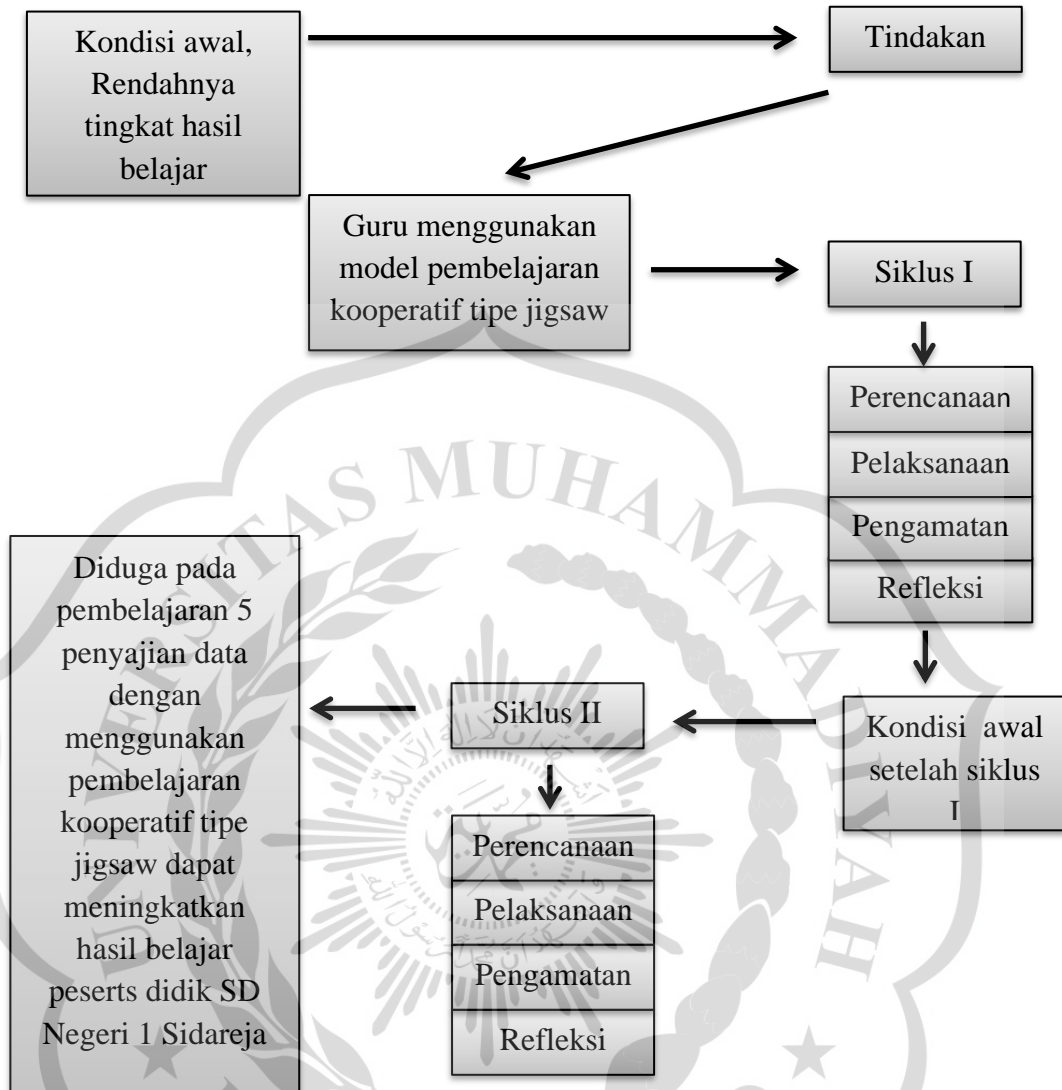 Kondisi awal,
Rendahnya
tingkat hasil
belajar
Tindakan
Guru menggunakan
model pembelajaran
kooperatif tipe jigsaw
Siklus I
Perencanaan
Pelaksanaan
Pengamatan
Refleksi
Kondisi awal
setelah siklus
I
Siklus II
Perencanaan
Pelaksanaan
Pengamatan
Refleksi
Diduga pada
pembelajaran 5
penyajian data
dengan
menggunakan
pembelajaran
kooperatif tipe
jigsaw dapat
meningkatkan
hasil belajar
peserts didik SD
Negeri 1 Sidareja
UNIVERSITAS MUHAMMADIYAH